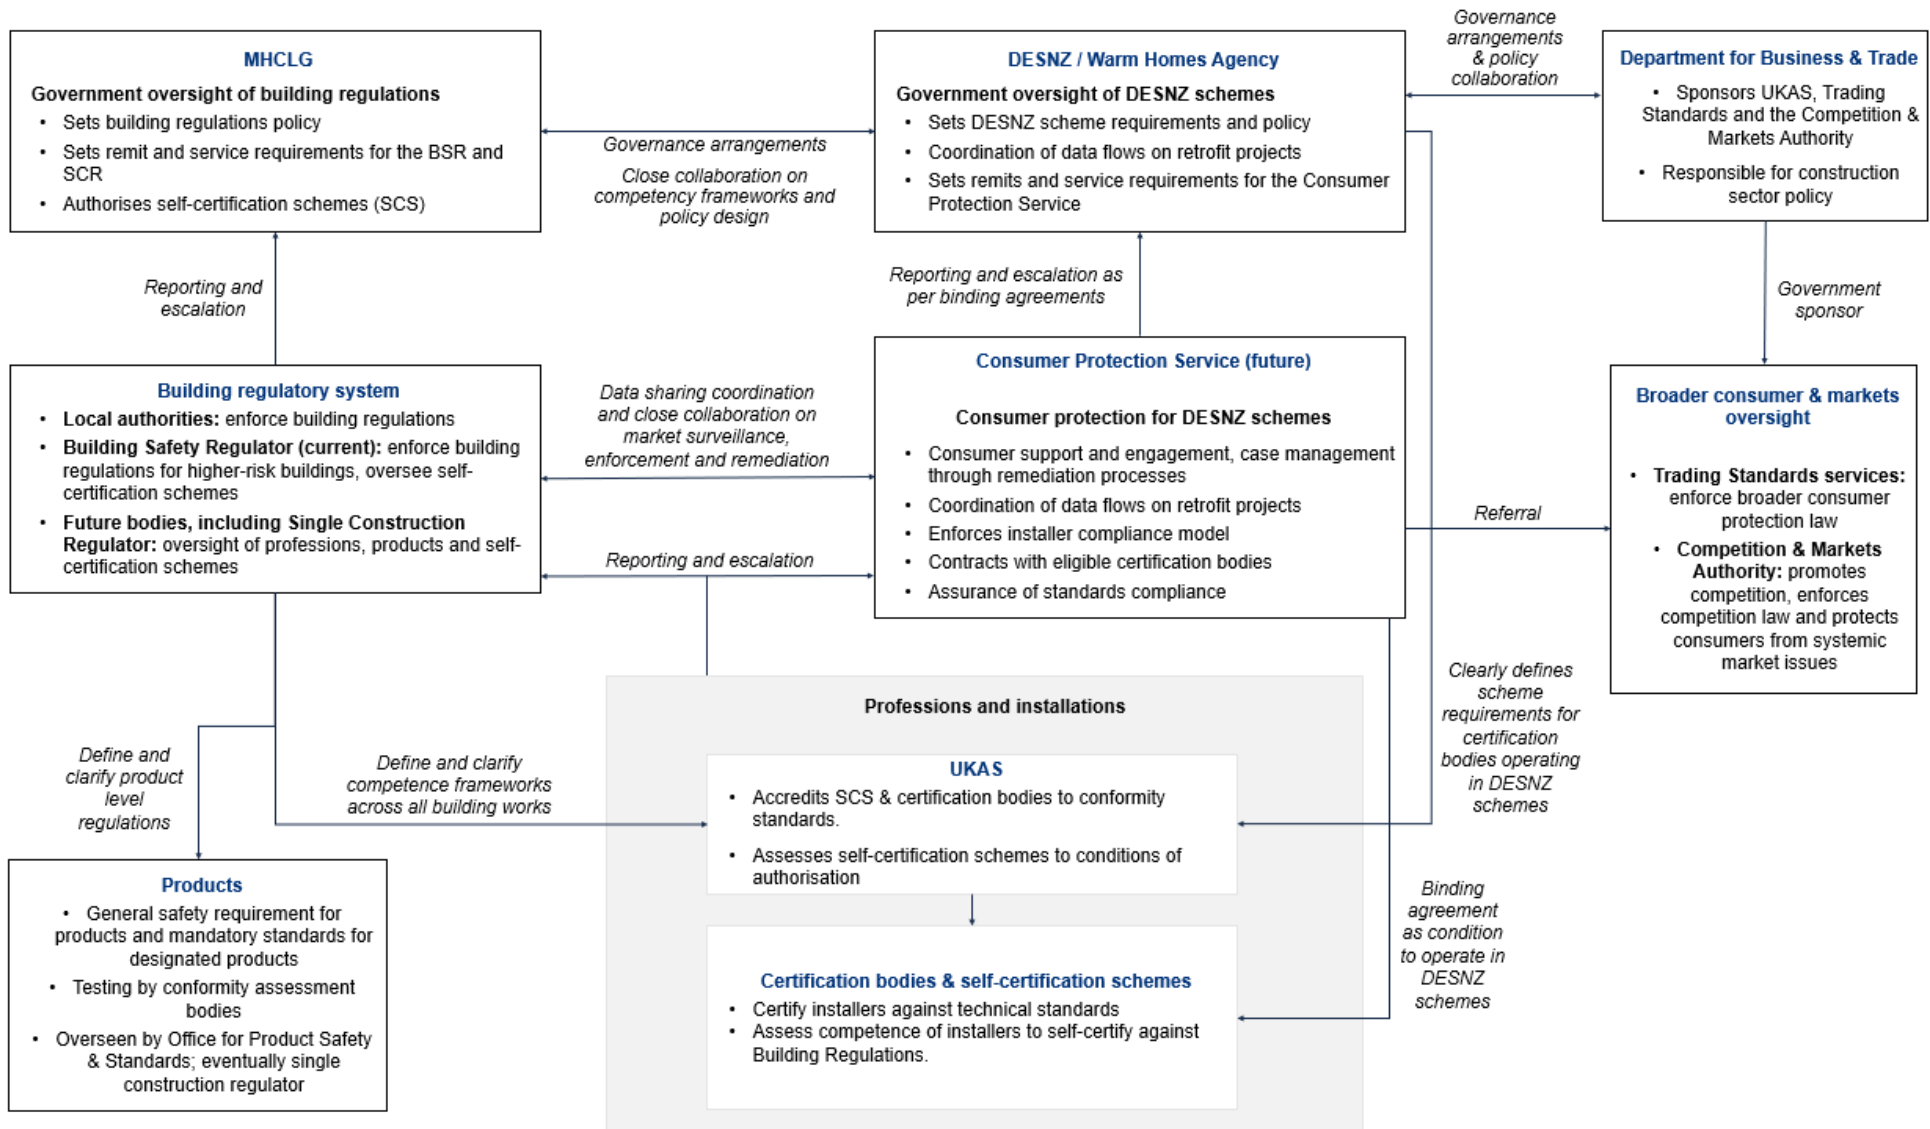 MHCLG
Government oversight of building regulations
• Sets building regulations policy
• Sets remit and service requirements for the BSR and
SCR
• Authorises self-certification schemes (SCS)
Governance arrangements
Close collaboration on
competency frameworks and
policy design
DESNZ / Warm Homes Agency
Government oversight of DESNZ schemes
• Sets DESNZ scheme requirements and policy
• Coordination of data flows on retrofit projects
• Sets remits and service requirements for the Consumer
Protection Service
Governance
arrangements
& policy
collaboration
Department for Business & Trade
• Sponsors UKAS, Trading
Standards and the Competition &
Markets Authority
• Responsible for construction
sector policy
Reporting and
escalation
Reporting and escalation as
per binding agreements
Government
sponsor
Building regulatory system
• Local authorities: enforce building regulations
• Building Safety Regulator (current): enforce building
regulations for higher-risk buildings, oversee self-
certification schemes
• Future bodies, including Single Construction
Regulator: oversight of professions, products and self-
certification schemes
Data sharing coordination
and close collaboration on
market surveillance,
enforcement and remediation
Reporting and escalation
Consumer Protection Service (future)
Consumer protection for DESNZ schemes
• Consumer support and engagement, case management
through remediation processes
• Coordination of data flows on retrofit projects
• Enforces installer compliance model
• Contracts with eligible certification bodies
• Assurance of standards compliance
Referral
Broader consumer & markets
oversight
• Trading Standards services:
enforce broader consumer
protection law
• Competition & Markets
Authority: promotes
competition, enforces
competition law and protects
consumers from systemic
market issues
Define and
clarify product
level
regulations
Define and clarify
competence frameworks
across all building works
Professions and installations
UKAS
• Accredits SCS & certification bodies to conformity
standards.
• Assesses self-certification schemes to conditions of
authorisation
Clearly defines
scheme
requirements for
certification
bodies operating
in DESNZ
schemes
Products
• General safety requirement for
products and mandatory standards for
designated products
• Testing by conformity assessment
bodies
• Overseen by Office for Product Safety
& Standards; eventually single
construction regulator
Certification bodies & self-certification schemes
• Certify installers against technical standards
• Assess competence of installers to self-certify against
Building Regulations.
Binding
agreement
as condition
to operate in
DESNZ
schemes